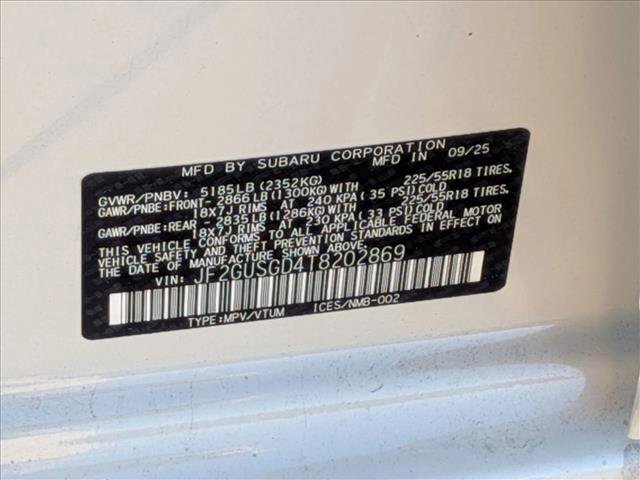 MFD BY SUBARU CORPORATION
MFD IN 09/25
GVWR/PNBV: 5185LB (2352KG)
GAWR/PNBE:FRONT-2866LB(1300KG)WITH 225/55R18 TIRES.
18X7J RIMS AT 240 KPA ( 35 PSI)COLD
GAWR/PNBE:REAR -2835LB(1286KG)WITH 225/55R18 TIRES.
18X7J RIMS AT 230 KPA ( 33 PSI)COLD
THIS VEHICLE CONFORMS TO ALL APPLICABLE FEDERAL MOTOR
VEHICLE SAFETY AND THEFT PREVENTION STANDARDS IN EFFECT ON
THE DATE OF MANUFACTURE SHOWN ABOVE.
VIN: JF2GUSGD4T8202869
TYPE:MPV/VTUM ICES/NMB-002